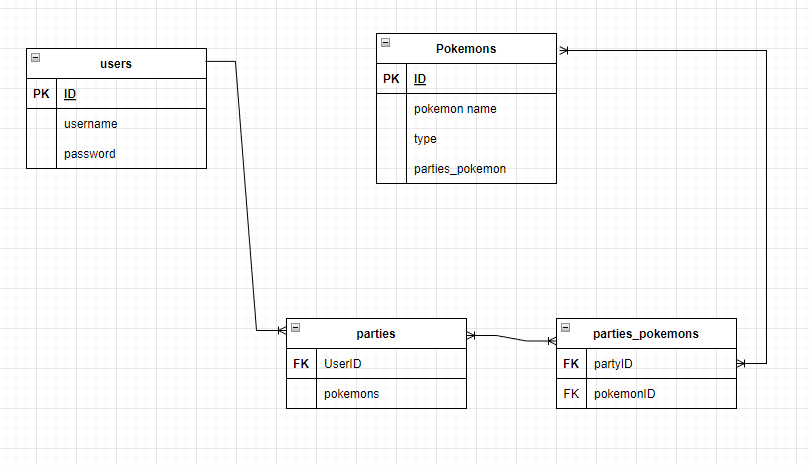 users
PK ID
username
password
Pokemons
PK ID
pokemon name
type
parties_pokemon
parties
FK UserID
pokemons
parties_pokemons
FK partyID
FK pokemonID